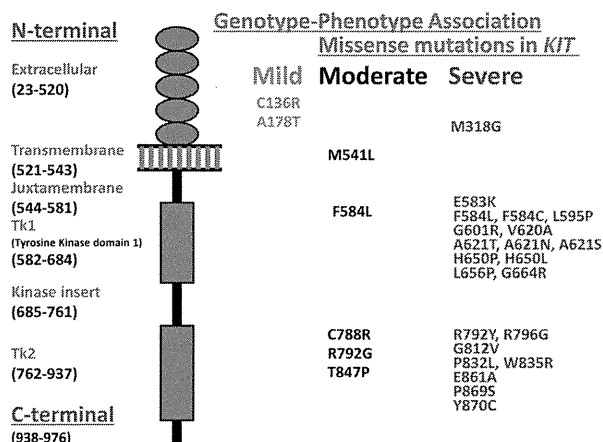 N-terminal
Genotype-Phenotype Association
Missense mutations in KIT
Mild Moderate Severe
Extracellular
(23-520)
C136R
A178T
M318G
Transmembrane
(521-543)
M541L
Juxtamembrane
(544-581)
Tk1
(Tyrosine Kinase domain 1)
(582-684)
F584L
E583K
F584L, F584C, L595P
G601R, V620A
A621T, A621N, A621S
H650P, H650L
L656P, G664R
Kinase insert
(685-761)
Tk2
(762-937)
C788R
R792G
T847P
R792Y, R796G
G812V
P832L, W835R
E861A
P869S
Y870C
C-terminal
(938-976)